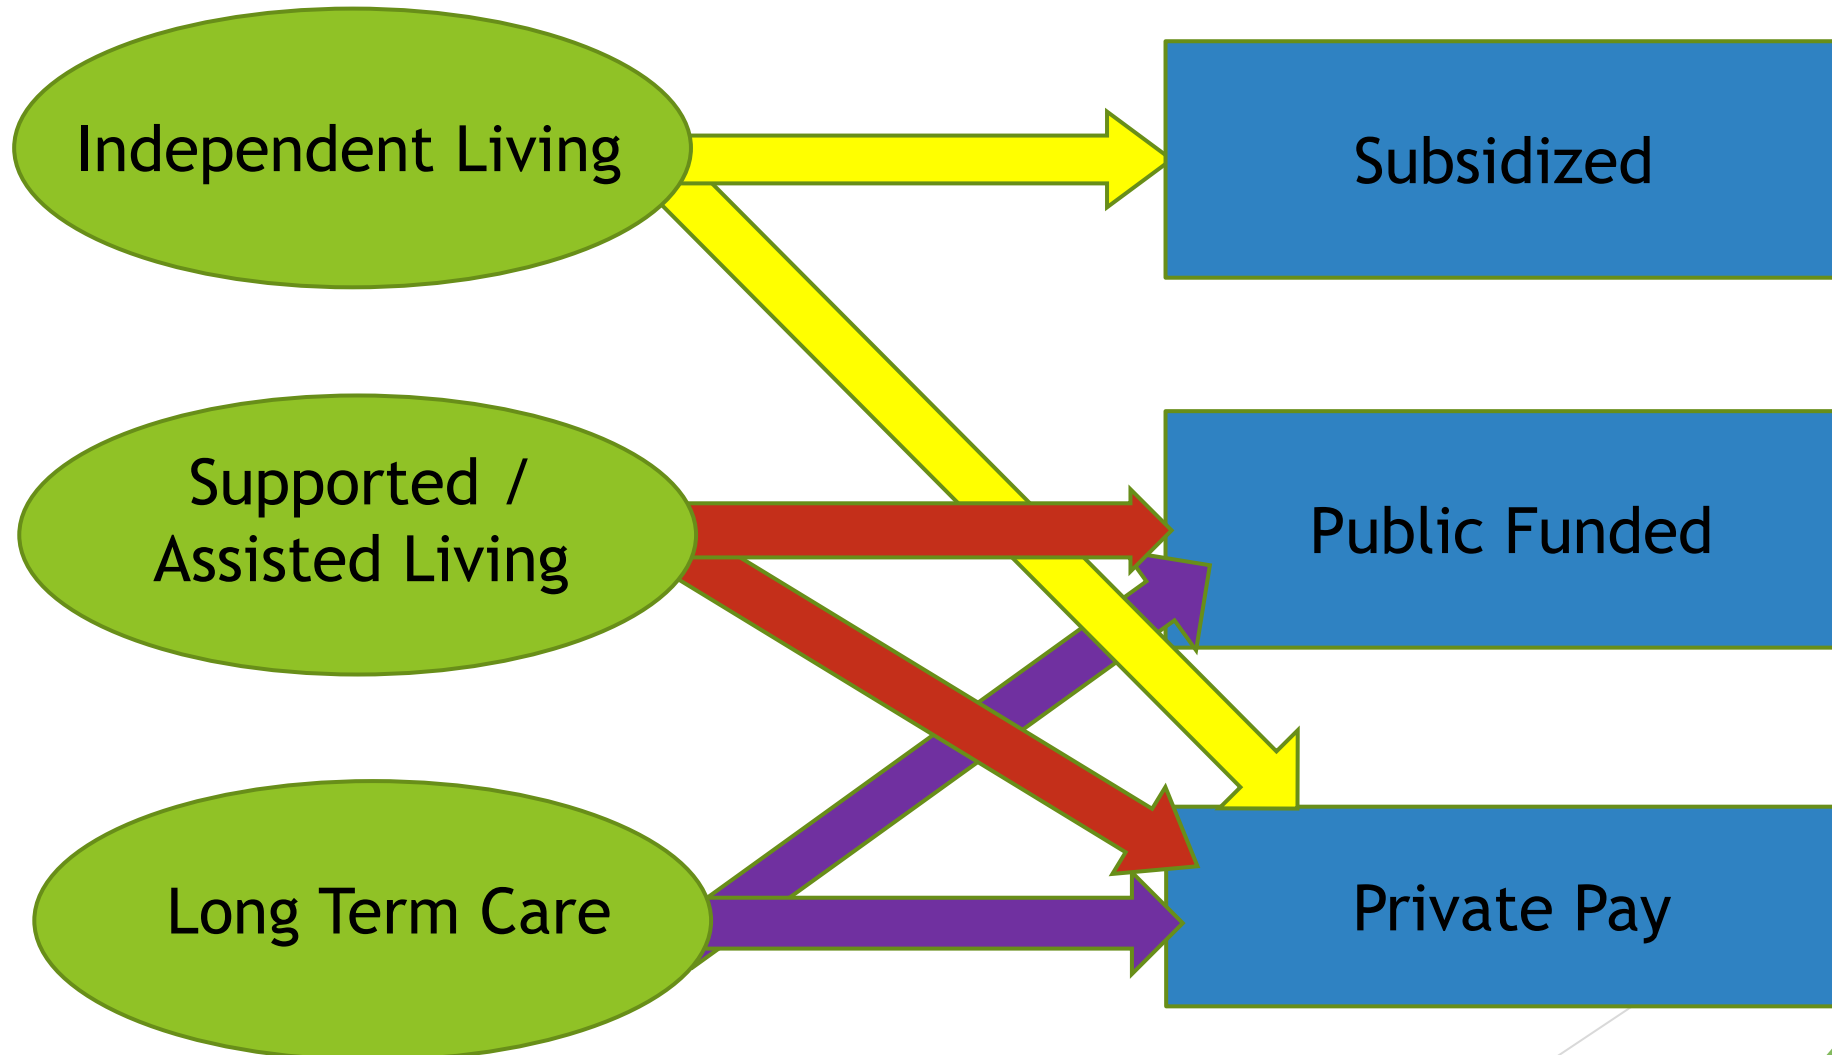 Independent Living
Subsidized
Supported /
Assisted Living
Public Funded
Long Term Care
Private Pay